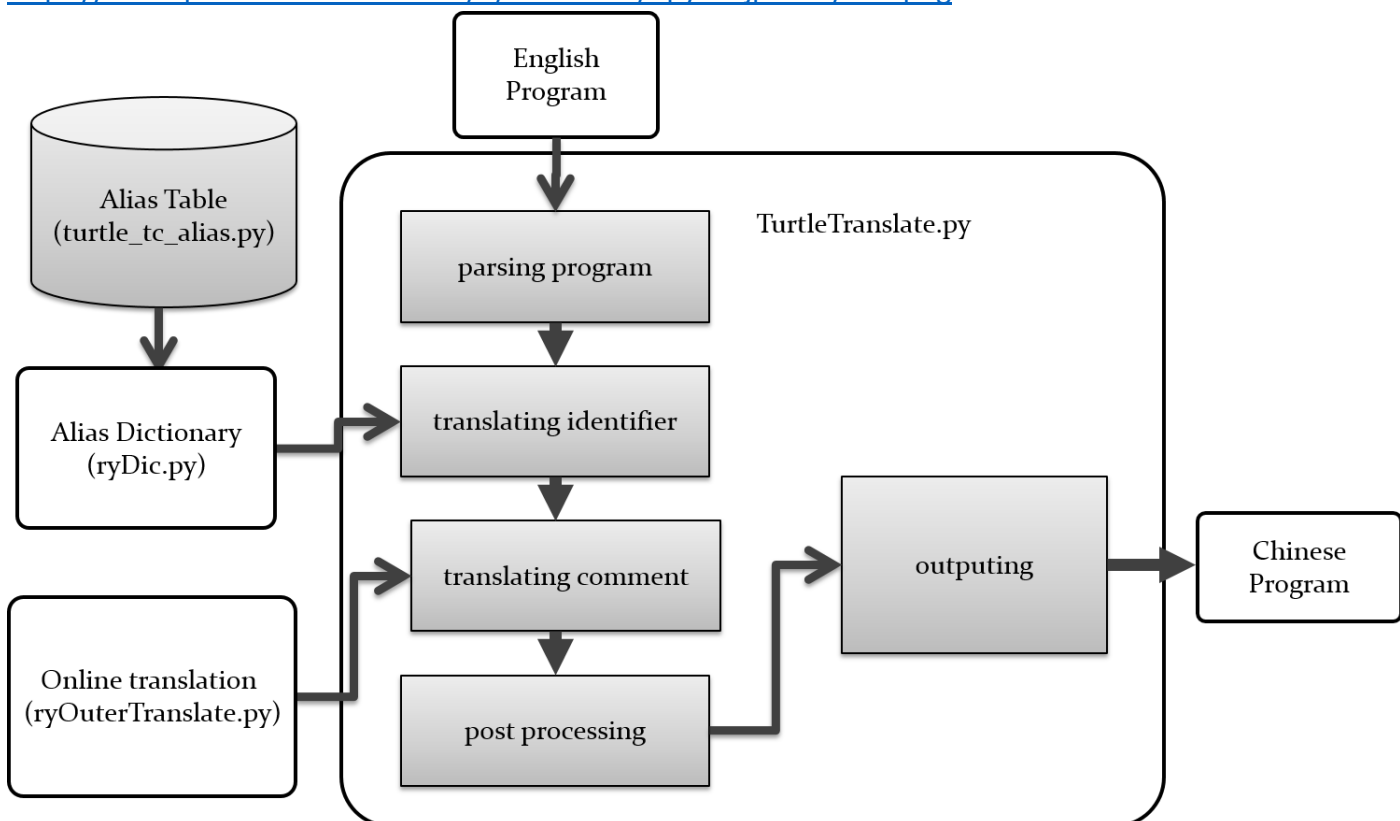 English
Program
Alias Table
(turtle_tc_alias.py)
TurtleTranslate.py
parsing program
Alias Dictionary
(ryDic.py)
translating identifier
translating comment
outputing
Chinese
Program
Online translation
(ryOuterTranslate.py)
post processing